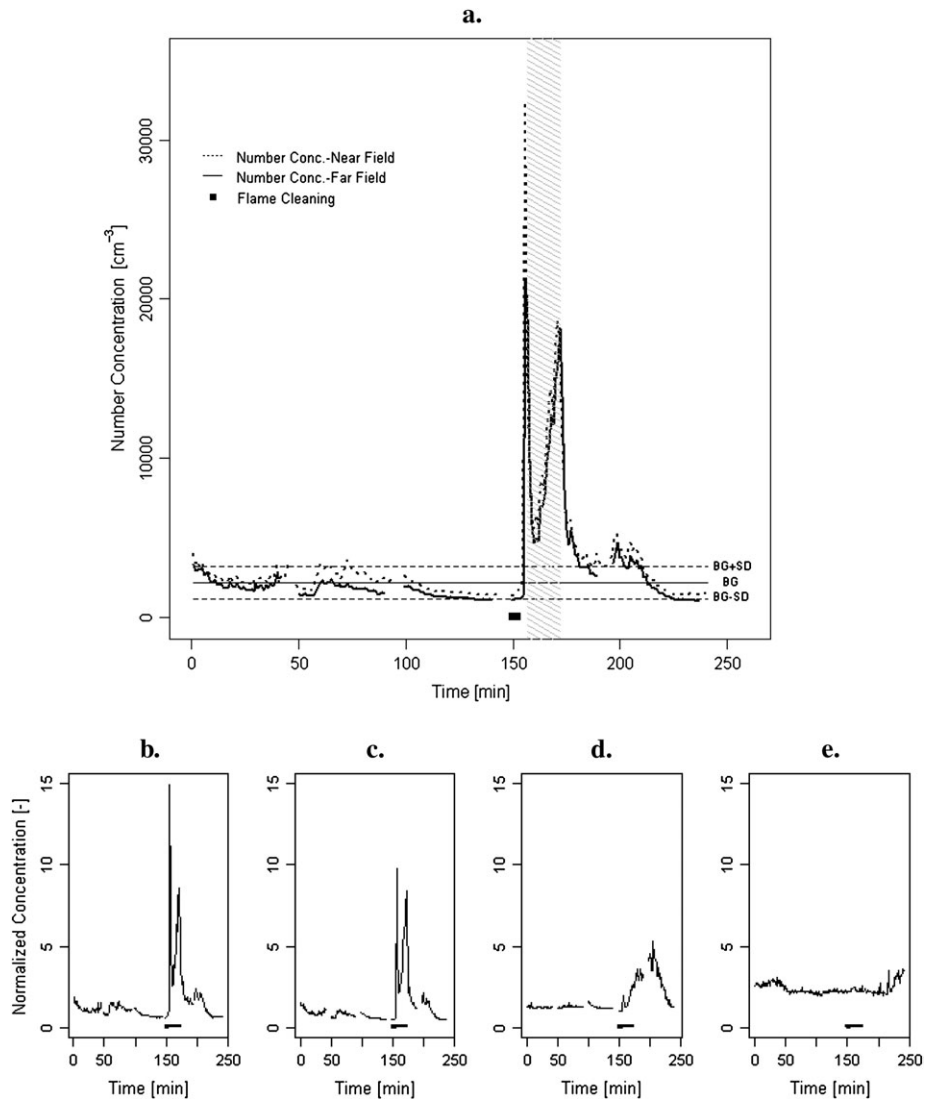 a.
30000
20000
10000
0
Number Concentration [cm⁻³]
Number Conc.-Near Field
Number Conc.-Far Field
Flame Cleaning
BG+SD
BG
BG-SD
0 50 100 150 200 250
Time [min]
b. c. d. e.
Normalized Concentration [-]
15
10
5
0
0 50 150 250
Time [min]
15
10
5
0
0 50 150 250
Time [min]
15
10
5
0
0 50 150 250
Time [min]
15
10
5
0
0 50 150 250
Time [min]